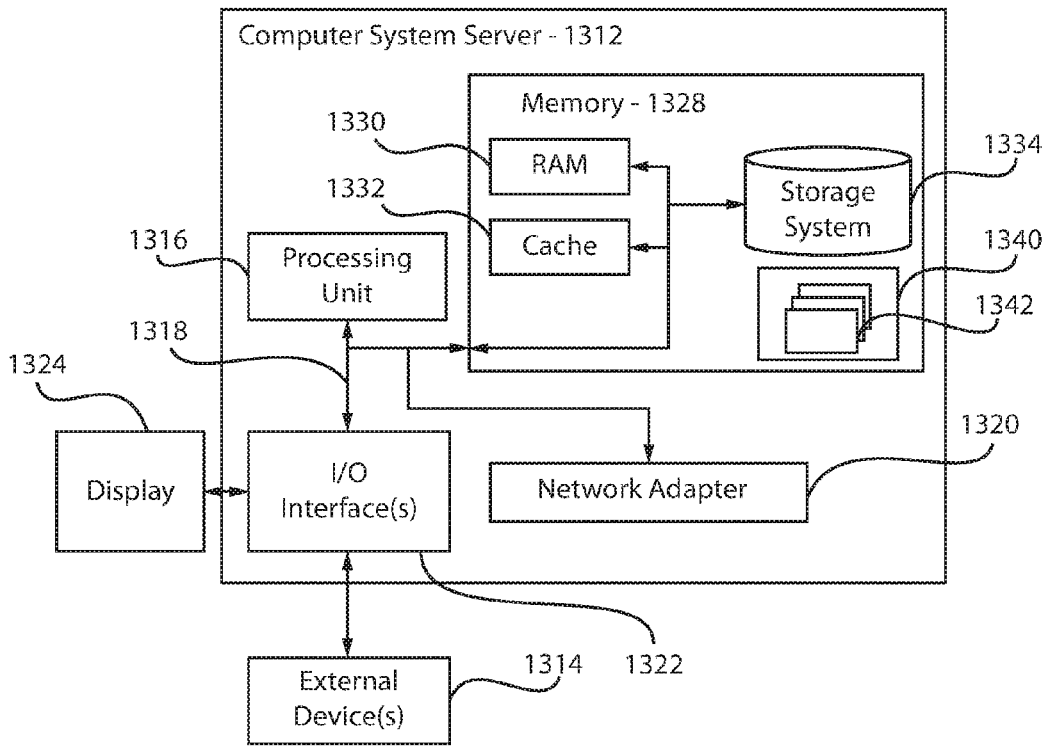 Computer System Server - 1312
Memory - 1328
1330
RAM
1334
1332
Storage
System
Cache
1316
Processing
Unit
1340
1342
1318
1324
1320
Display
I/O
Interface(s)
Network Adapter
External
Device(s)
1314
1322